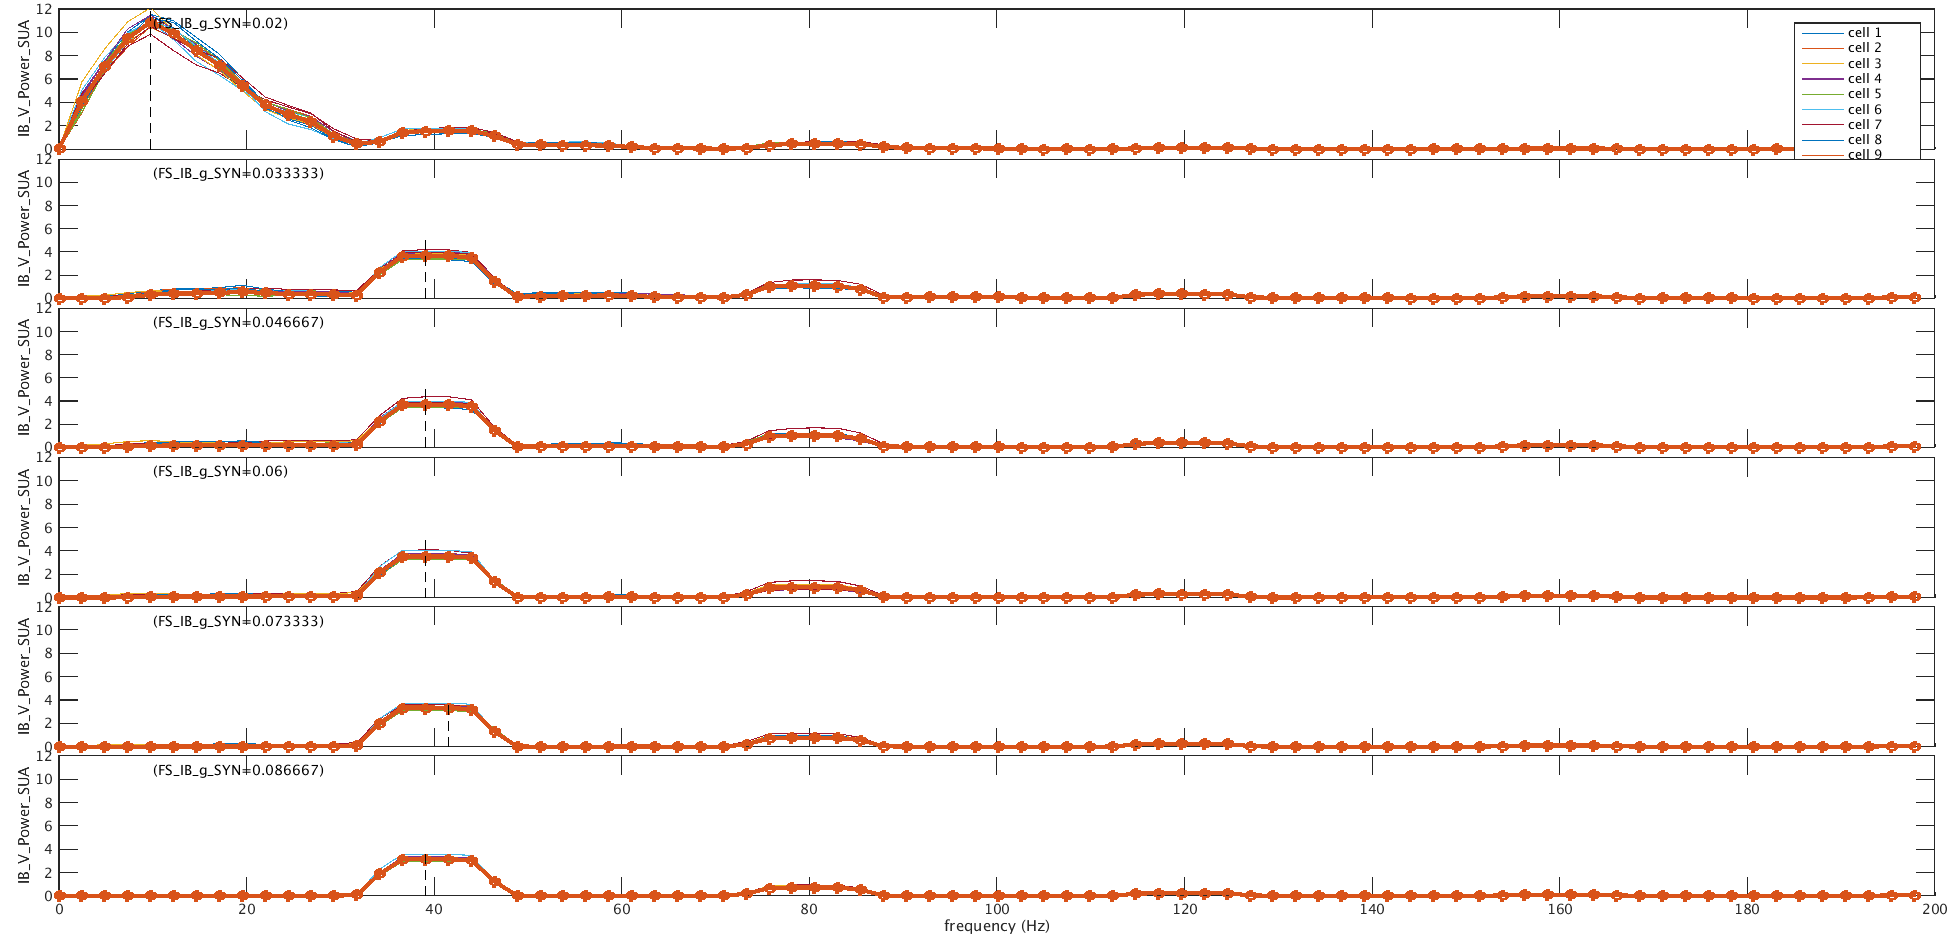 IB_V_Power_SUA
12
10
8
6
4
2
0
(FS_IB_g_SYN=0.02)
cell 1
cell 2
cell 3
cell 4
cell 5
cell 6
cell 7
cell 8
cell 9
IB_V_Power_SUA
12
10
8
6
4
2
0
(FS_IB_g_SYN=0.033333)
IB_V_Power_SUA
12
10
8
6
4
2
0
(FS_IB_g_SYN=0.046667)
IB_V_Power_SUA
12
10
8
6
4
2
0
(FS_IB_g_SYN=0.06)
IB_V_Power_SUA
12
10
8
6
4
2
0
(FS_IB_g_SYN=0.073333)
IB_V_Power_SUA
12
10
8
6
4
2
0
(FS_IB_g_SYN=0.086667)
0 20 40 60 80 100 120 140 160 180 200
frequency (Hz)